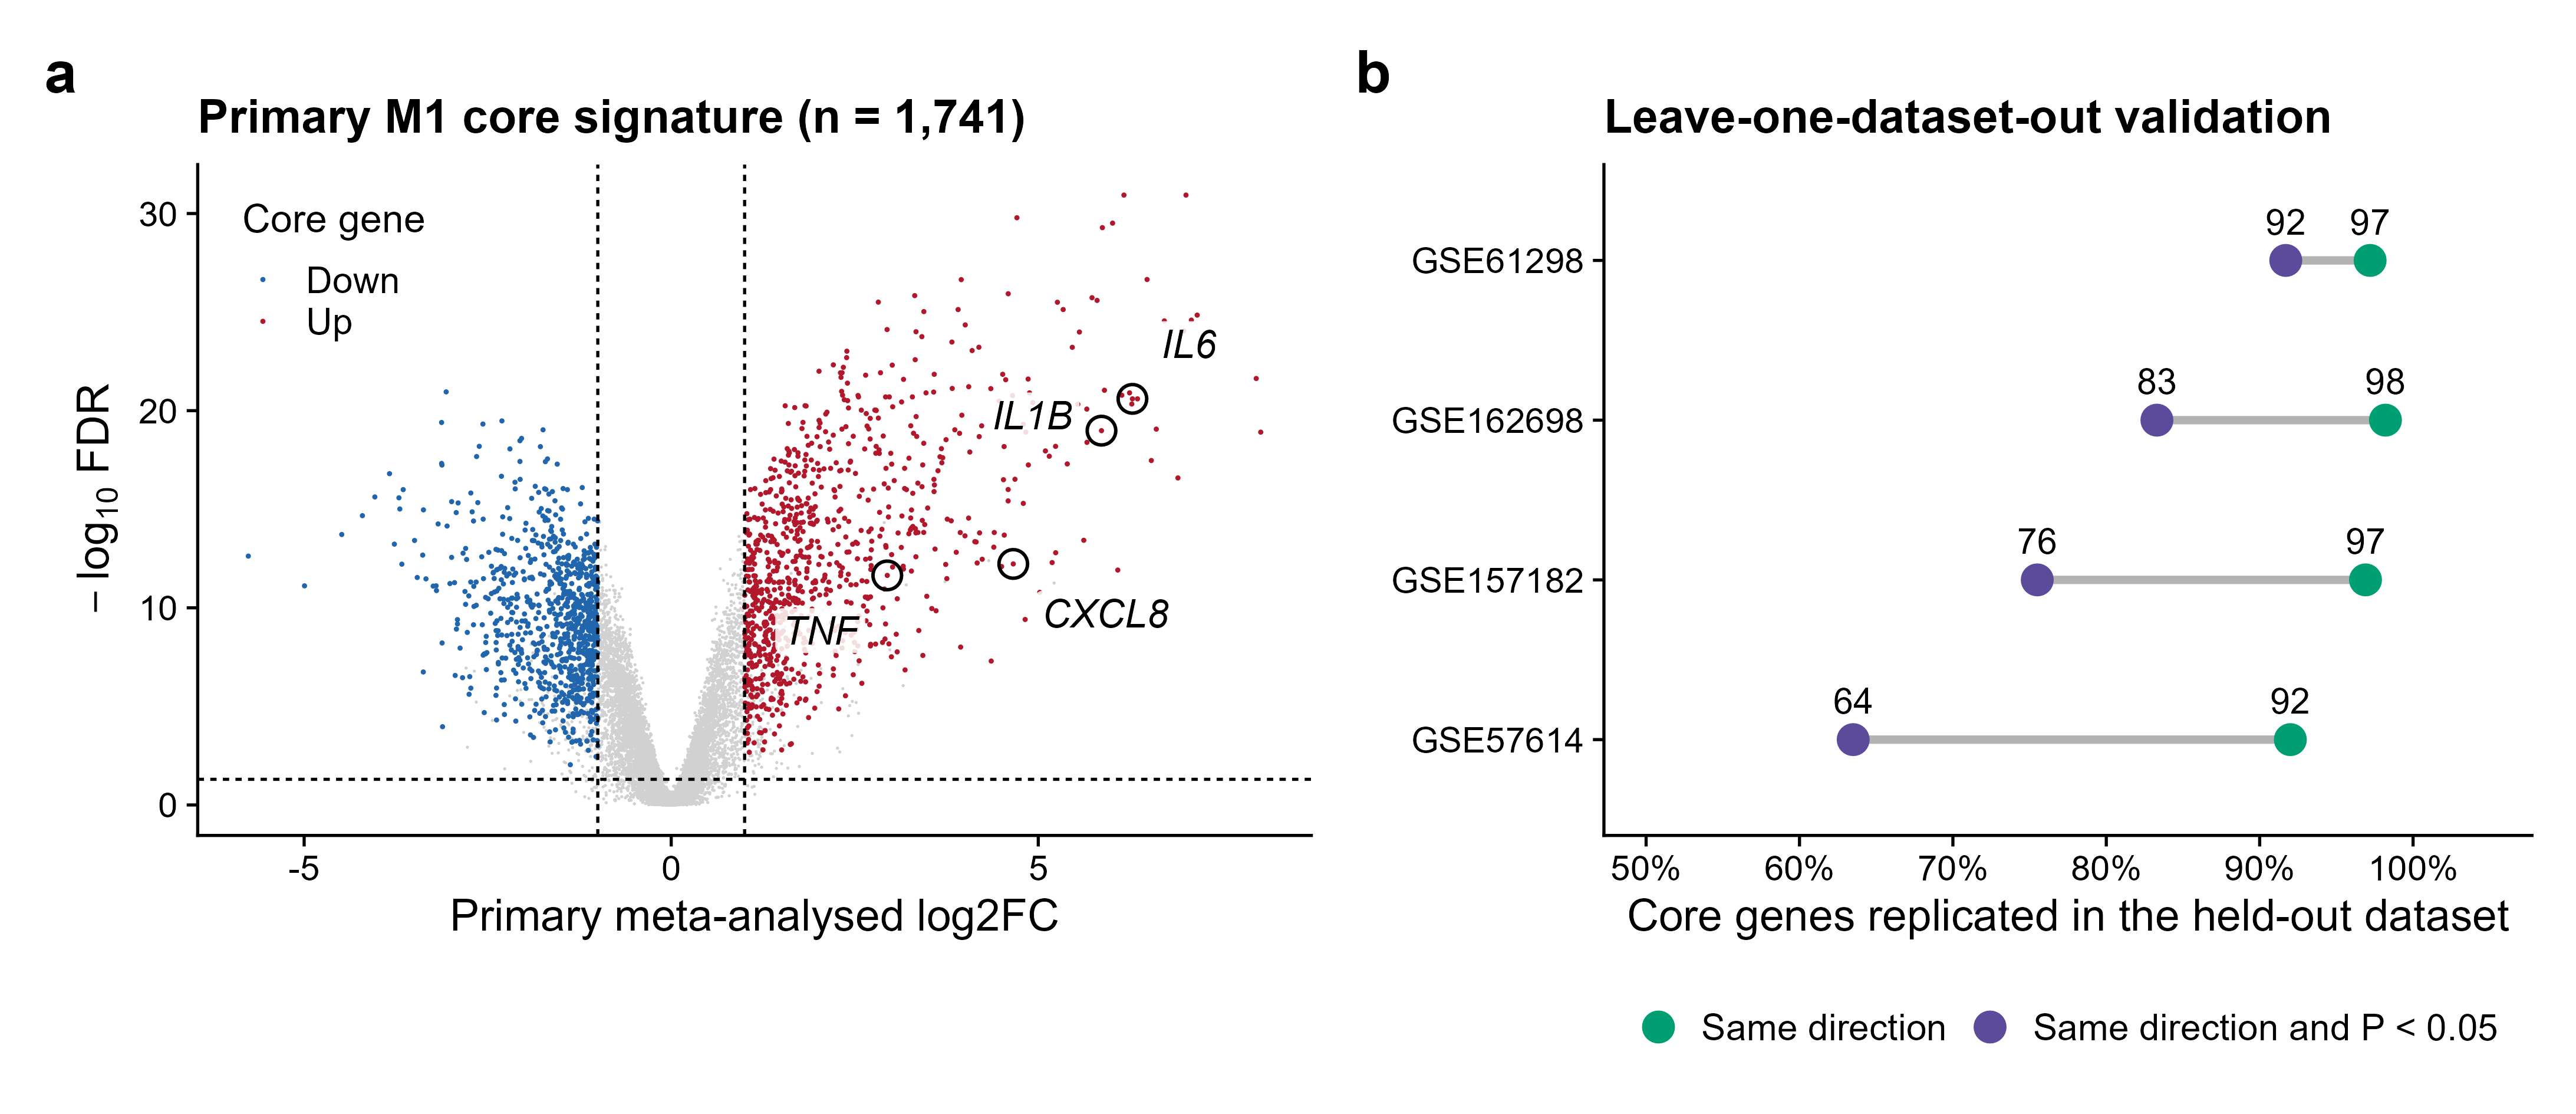 a
Primary M1 core signature (n = 1,741)
− log10 FDR
30
20
10
0
Core gene
Down
Up
IL6
IL1B
CXCL8
TNF
-5
0
5
Primary meta-analysed log2FC
b
Leave-one-dataset-out validation
GSE61298
92
97
GSE162698
83
98
GSE157182
76
97
GSE57614
64
92
50%
60%
70%
80%
90%
100%
Core genes replicated in the held-out dataset
Same direction
Same direction and P < 0.05